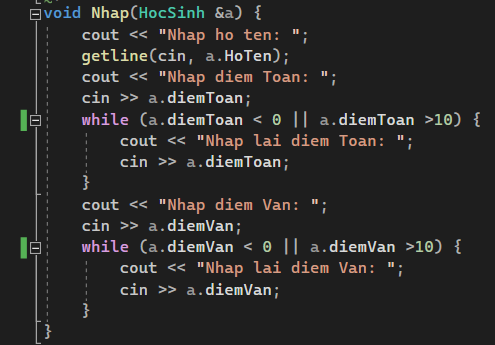 void Nhap(HocSinh &a) {
    cout << "Nhap ho ten: ";
    getline(cin, a.HoTen);
    cout << "Nhap diem Toan: ";
    cin >> a.diemToan;
    while (a.diemToan < 0 || a.diemToan >10) {
        cout << "Nhap lai diem Toan: ";
        cin >> a.diemToan;
    }
    cout << "Nhap diem Van: ";
    cin >> a.diemVan;
    while (a.diemVan < 0 || a.diemVan >10) {
        cout << "Nhap lai diem Van: ";
        cin >> a.diemVan;
    }
}